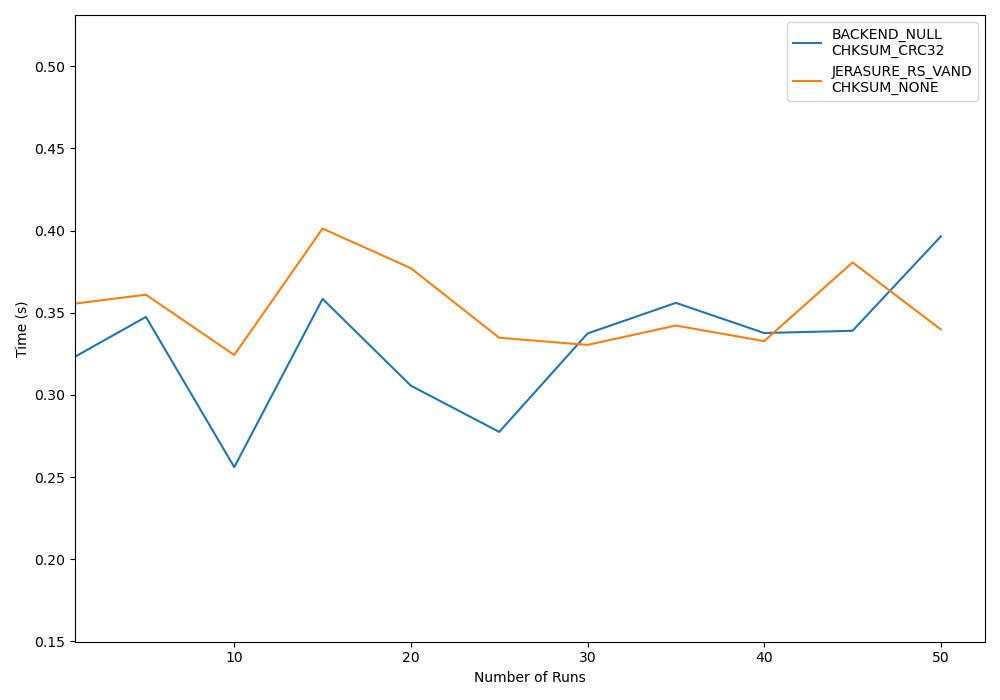 BACKEND_NULL
CHKSUM_CRC32
JERASURE_RS_VAND
CHKSUM_NONE
0.50
0.45
0.40
0.35
0.30
0.25
0.20
0.15
Time (s)
10 20 30 40 50
Number of Runs